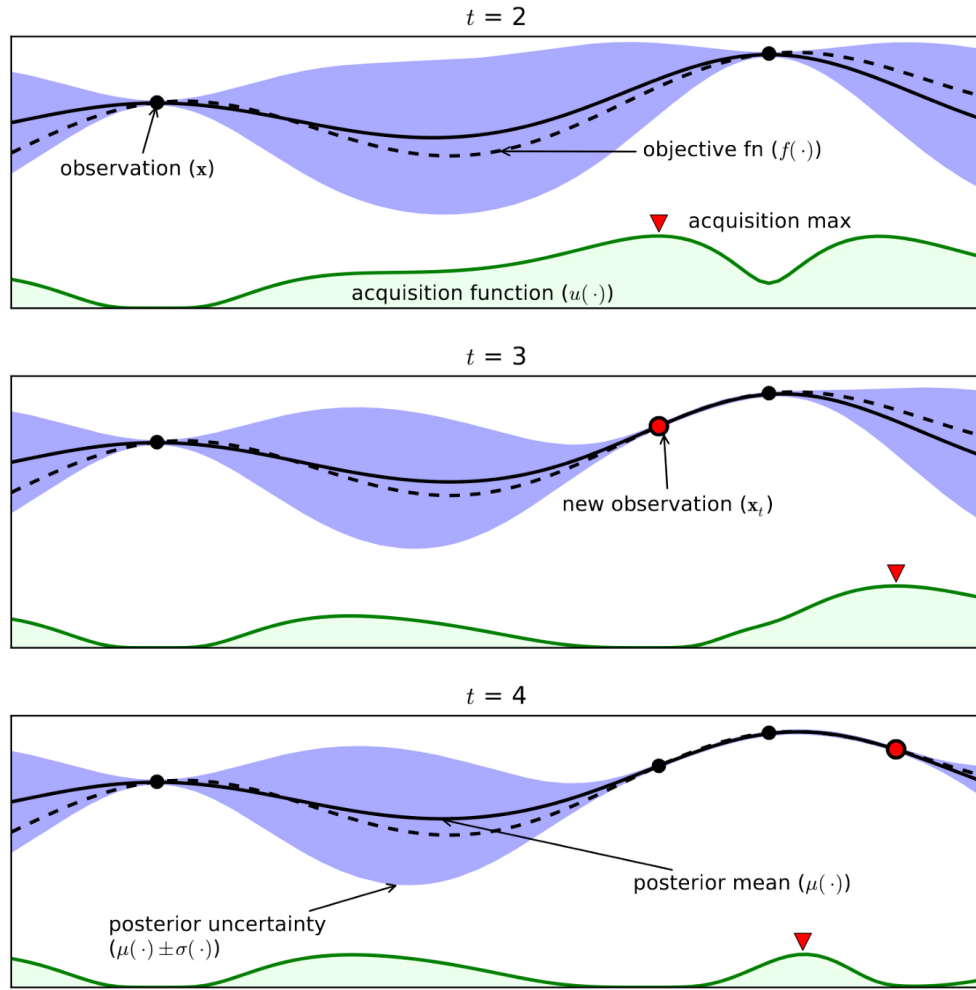 t = 2
observation (x)
objective fn (f(·))
acquisition max
acquisition function (u(·))
t = 3
new observation (xₜ)
t = 4
posterior mean (μ(·))
posterior uncertainty
(μ(·) ±σ(·))